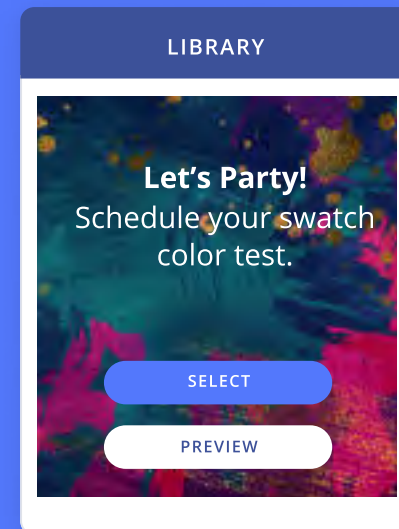 LIBRARY
Let’s Party!
Schedule your swatch
color test.
SELECT
PREVIEW